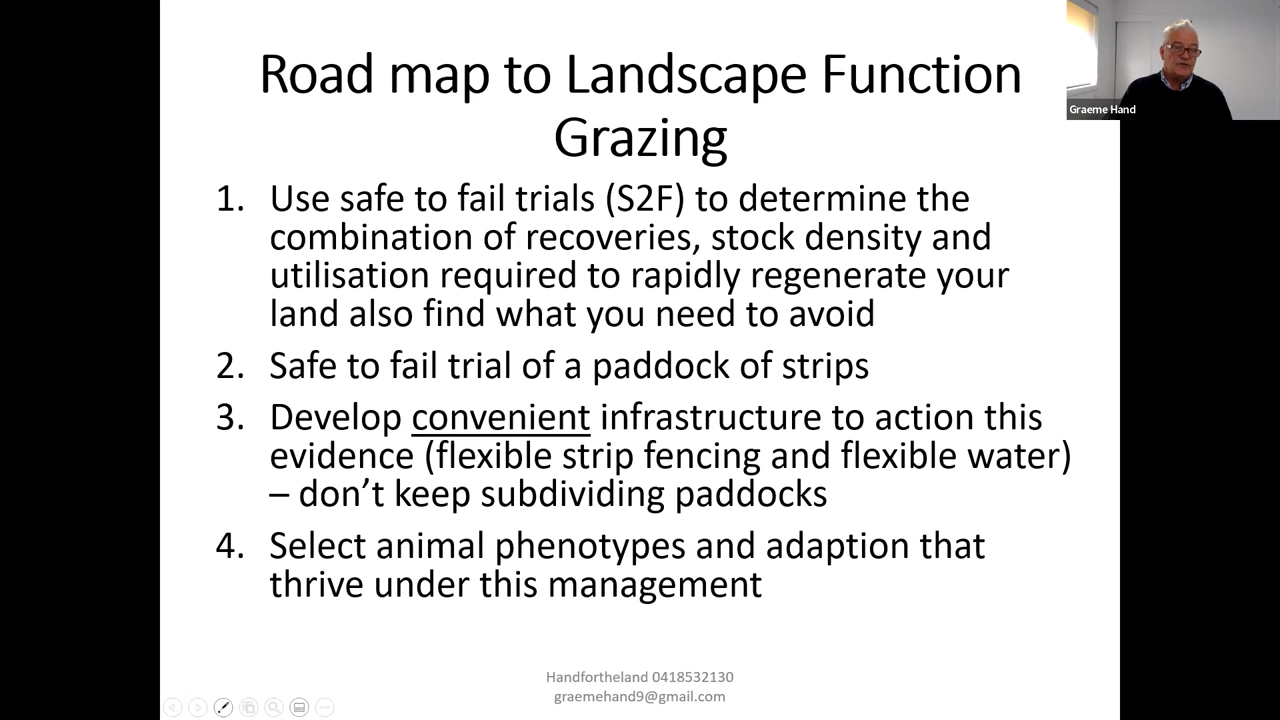 Road map to Landscape Function
Grazing
Graeme Hand
1. Use safe to fail trials (S2F) to determine the
combination of recoveries, stock density and
utilisation required to rapidly regenerate your
land also find what you need to avoid
2. Safe to fail trial of a paddock of strips
3. Develop convenient infrastructure to action this
evidence (flexible strip fencing and flexible water)
– don’t keep subdividing paddocks
4. Select animal phenotypes and adaption that
thrive under this management
Handfortheland 0418532130
graemehand9@gmail.com